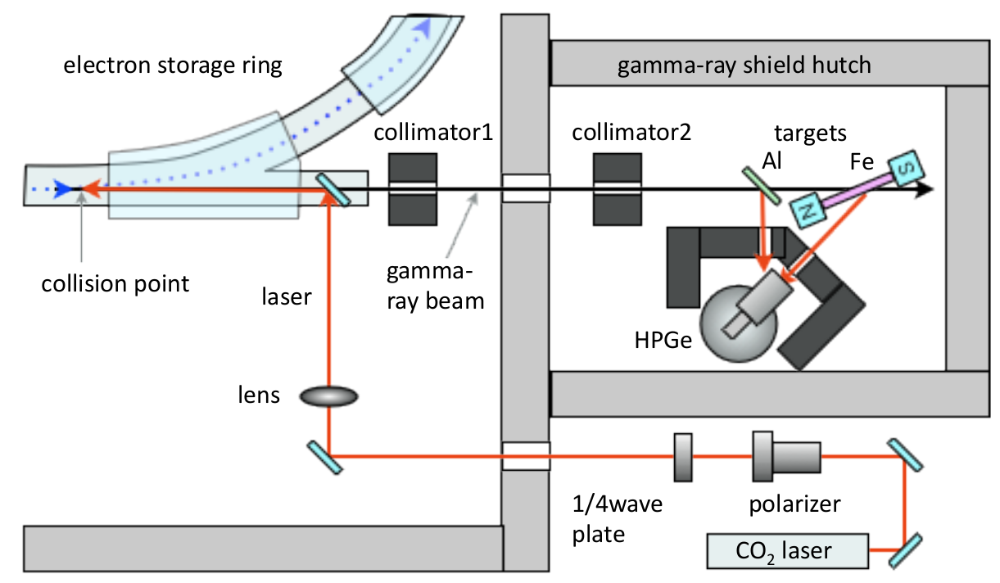 electron storage ring
gamma-ray shield hutch
collimator1
collimator2
targets
Al
Fe
S
N
collision point
gamma-
ray beam
laser
HPGe
lens
1/4wave
plate
polarizer
CO₂ laser